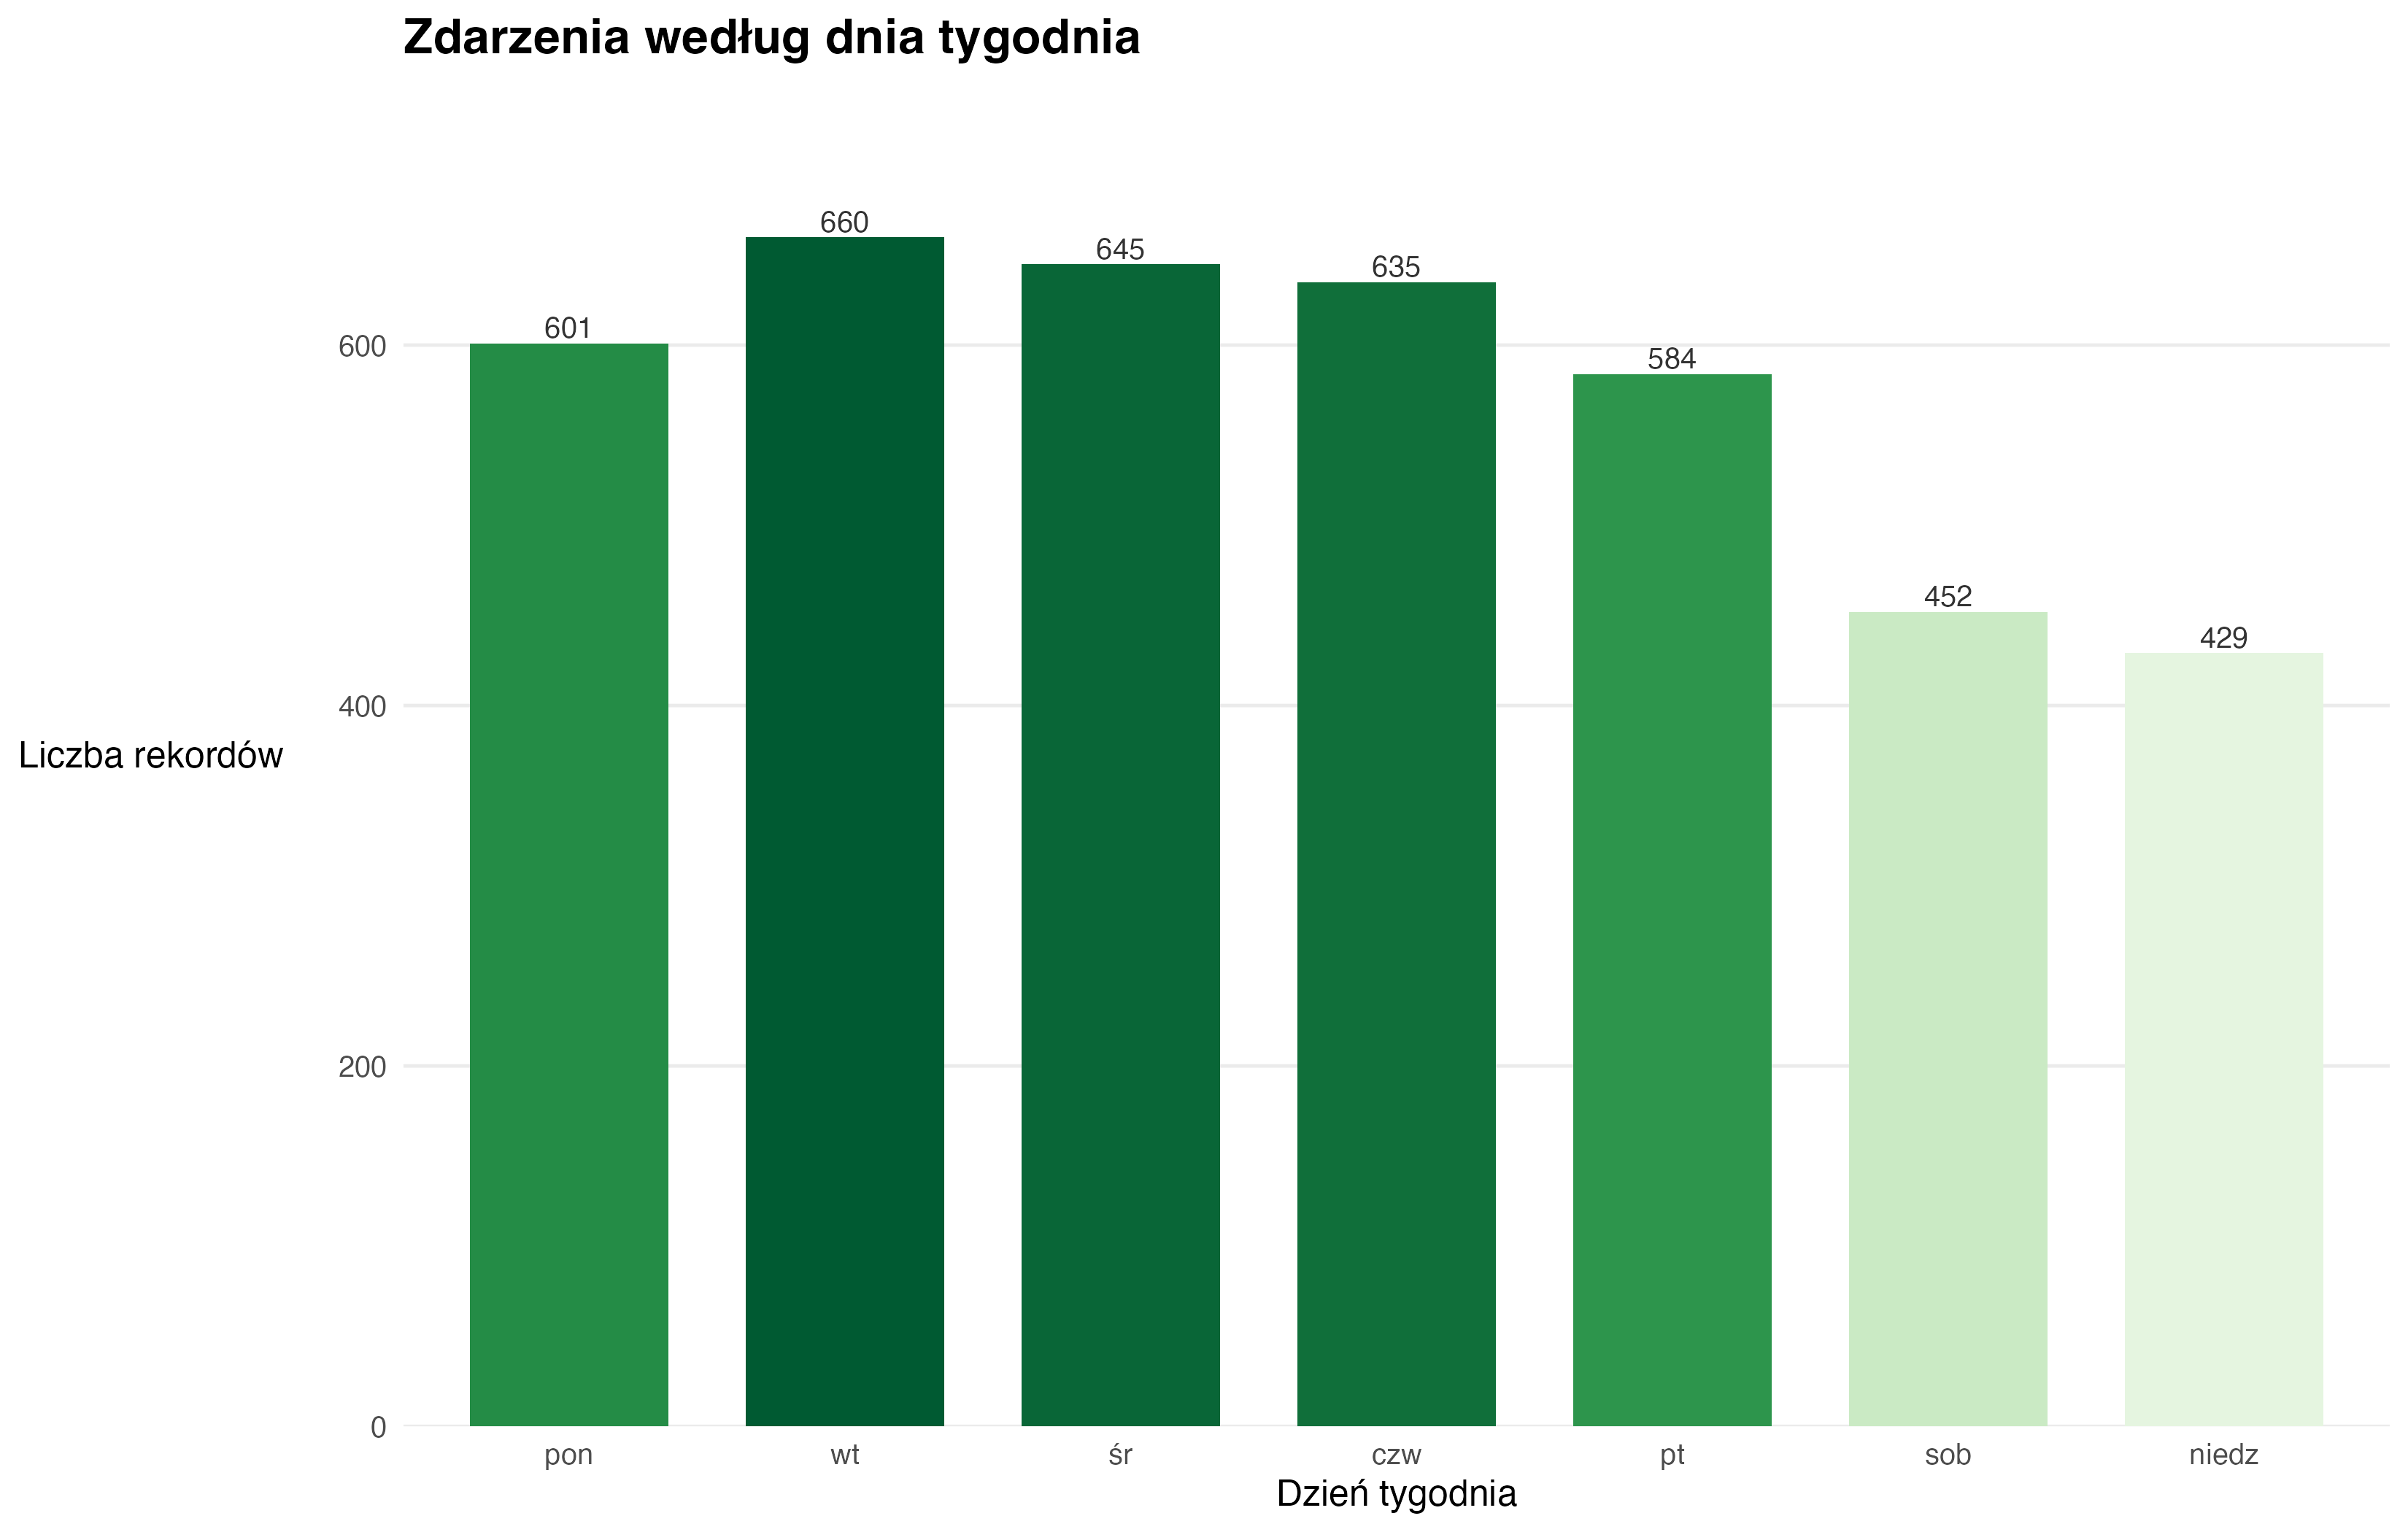 Zdarzenia według dnia tygodnia
660
645
635
601
600
584
452
429
400
Liczba rekordów
200
0
pon wt śr czw pt sob niedz
Dzień tygodnia